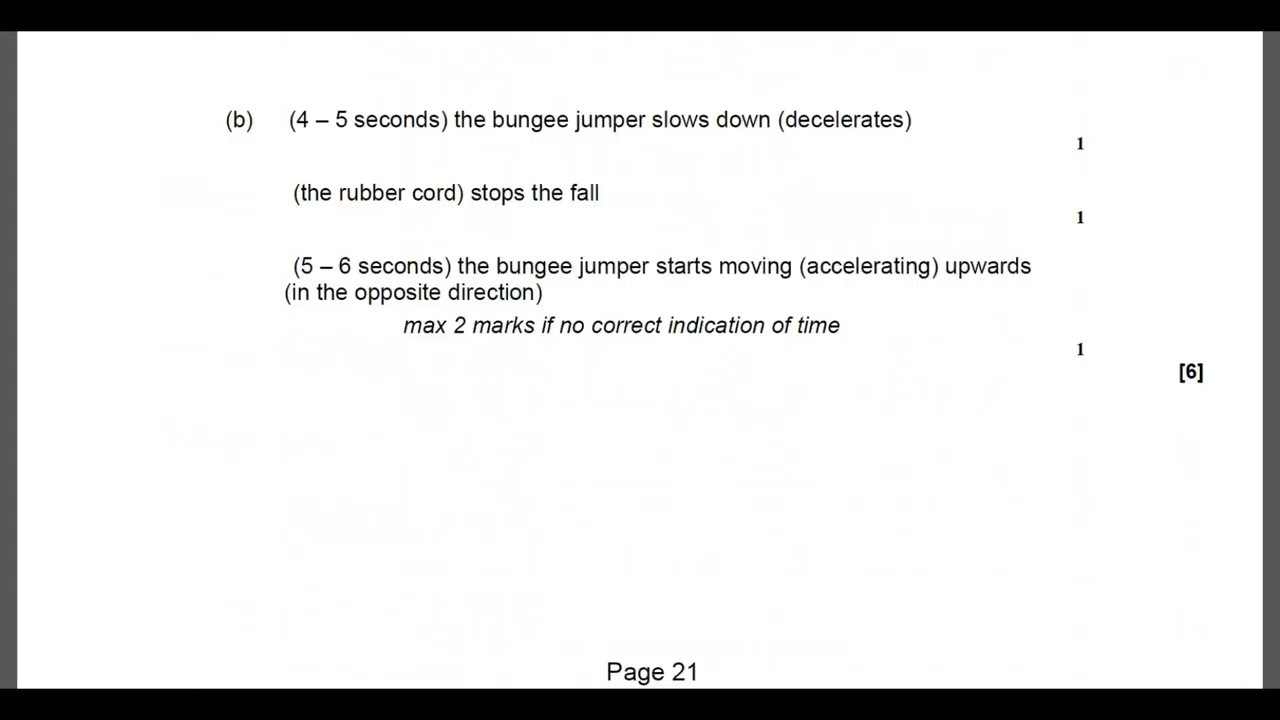 (b) (4 – 5 seconds) the bungee jumper slows down (decelerates)
1
(the rubber cord) stops the fall
1
(5 – 6 seconds) the bungee jumper starts moving (accelerating) upwards
(in the opposite direction)
max 2 marks if no correct indication of time
1
[6]
Page 21